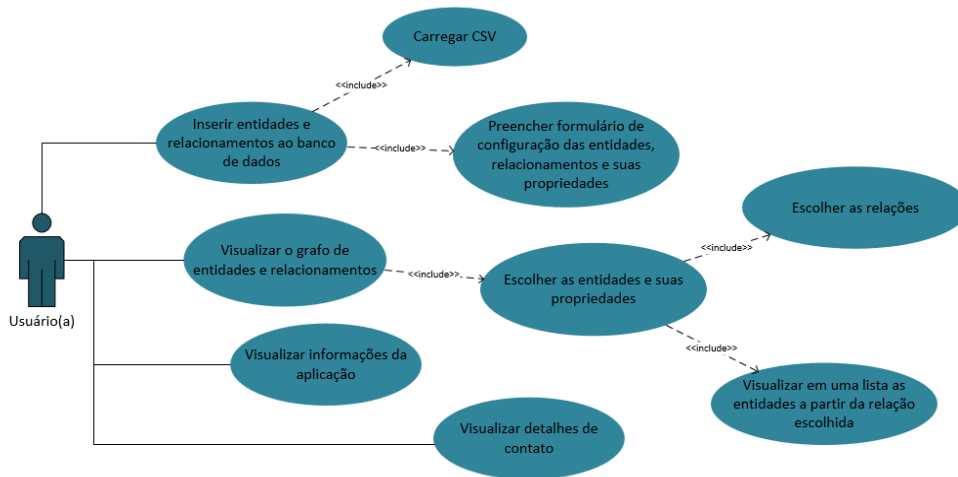 Carregar CSV
<<include>>
Inserir entidades e
relacionamentos ao banco
de dados
<<include>>
Preencher formulário de
configuração das entidades,
relacionamentos e suas
propriedades
Escolher as relações
<<include>>
Visualizar o grafo de
entidades e relacionamentos
<<include>>
Escolher as entidades e suas
propriedades
Usuário(a)
<<include>>
Visualizar informações da
aplicação
Visualizar em uma lista as
entidades a partir da relação
escolhida
Visualizar detalhes de
contato